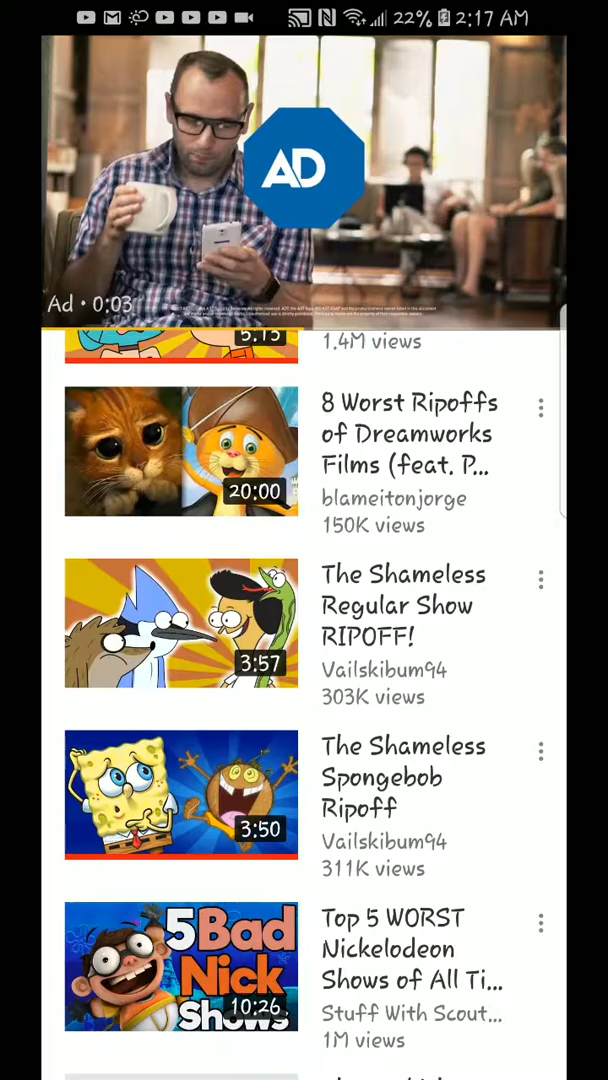 22% 2:17 AM
AD
Ad • 0:03
5:15
1.4M views
8 Worst Ripoffs
of Dreamworks
Films (feat. P...
blameitonjorge
150K views
20:00
The Shameless
Regular Show
RIPOFF!
Vailskibum94
303K views
3:57
The Shameless
Spongebob
Ripoff
Vailskibum94
311K views
3:50
5 Bad
Nick
Shows
10:26
Top 5 WORST
Nickelodeon
Shows of All Ti...
Stuff With Scout...
1M views